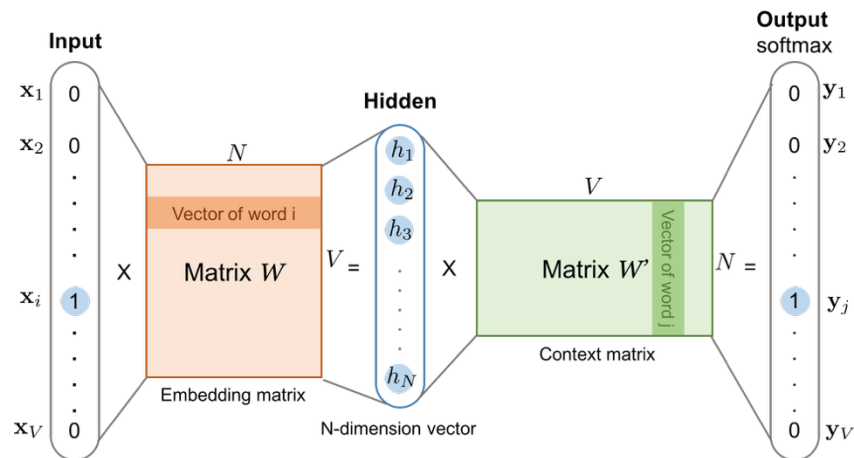 Input
x1
0
x2
0
xi
1
xV
0
X
N
Vector of word i
Matrix W
V
=
Embedding matrix
Hidden
h1
h2
h3
hN
N-dimension vector
X
V
Matrix W'
Vector of word j
N
=
Context matrix
Output
softmax
0
y1
0
y2
1
yj
0
yV